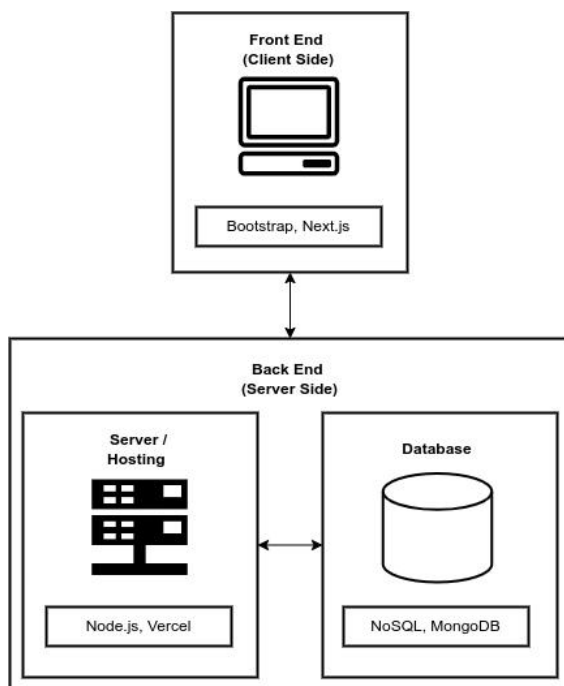 Front End
(Client Side)
Bootstrap, Next.js
Back End
(Server Side)
Server /
Hosting
Node.js, Vercel
Database
NoSQL, MongoDB